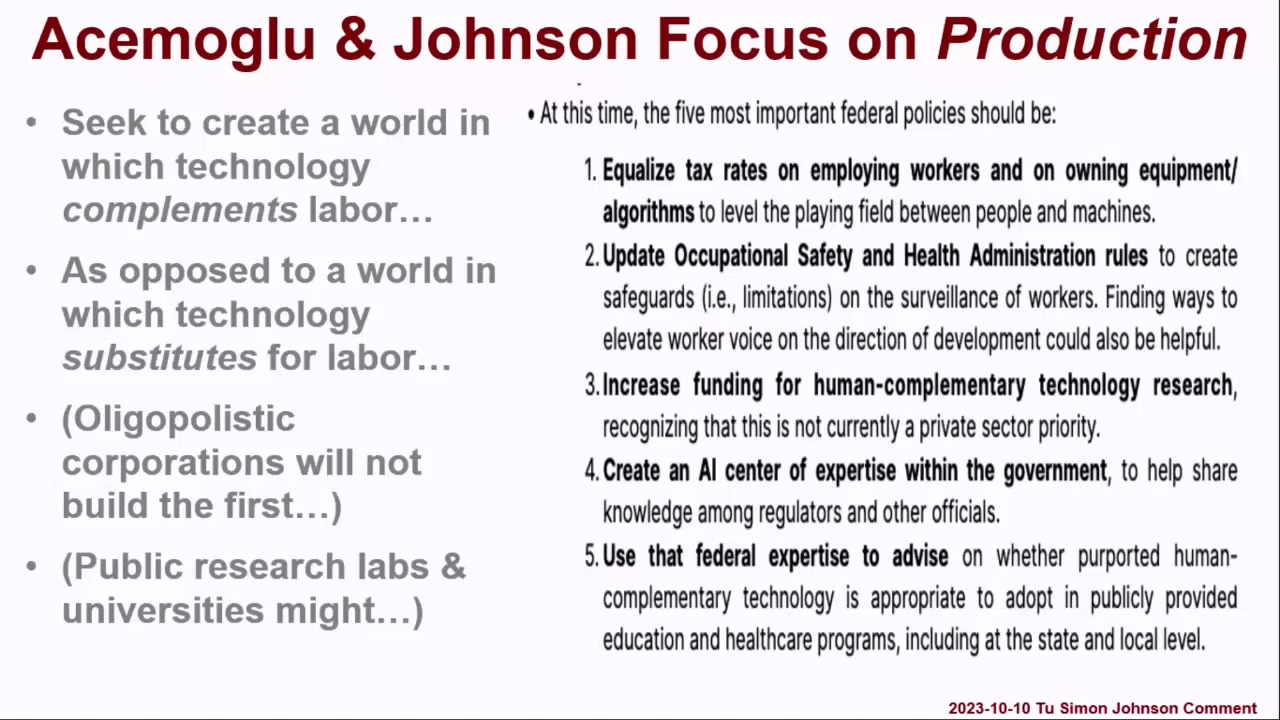 Acemoglu & Johnson Focus on Production
• Seek to create a world in
which technology
complements labor…
• As opposed to a world in
which technology
substitutes for labor…
• (Oligopolistic
corporations will not
build the first…)
• (Public research labs &
universities might…)
• At this time, the five most important federal policies should be:
1. Equalize tax rates on employing workers and on owning equipment/
algorithms to level the playing field between people and machines.
2. Update Occupational Safety and Health Administration rules to create
safeguards (i.e., limitations) on the surveillance of workers. Finding ways to
elevate worker voice on the direction of development could also be helpful.
3. Increase funding for human-complementary technology research,
recognizing that this is not currently a private sector priority.
4. Create an AI center of expertise within the government, to help share
knowledge among regulators and other officials.
5. Use that federal expertise to advise on whether purported human-
complementary technology is appropriate to adopt in publicly provided
education and healthcare programs, including at the state and local level.
2023-10-10 Tu Simon Johnson Comment